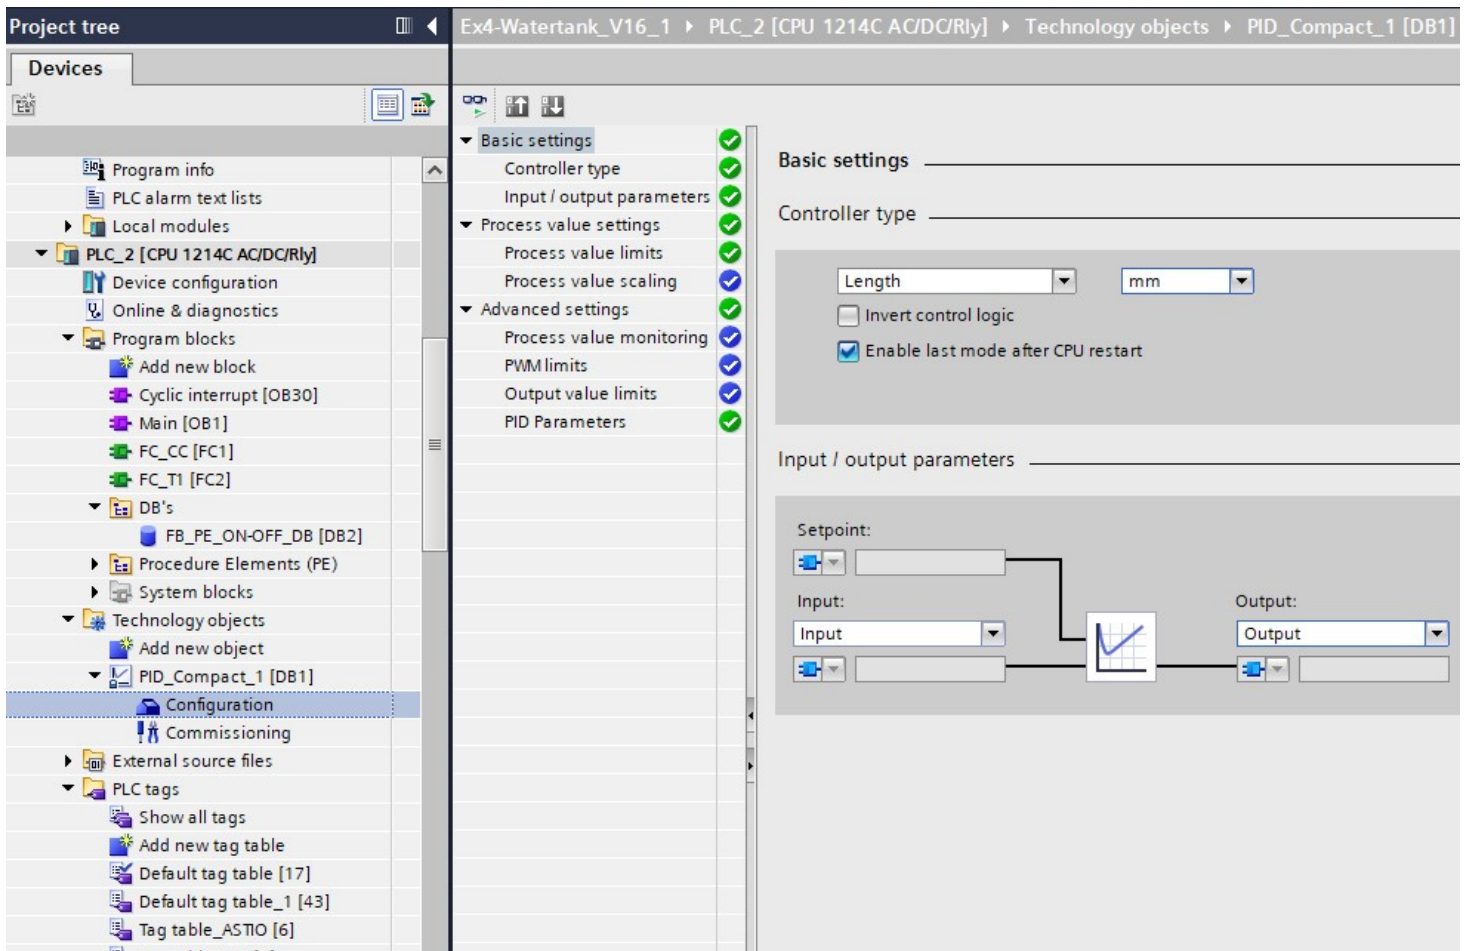 Project tree
Ex4-Watertank_V16_1 ▸ PLC_2 [CPU 1214C AC/DC/Rly] ▸ Technology objects ▸ PID_Compact_1 [DB1]
Devices
Program info
PLC alarm text lists
Local modules
PLC_2 [CPU 1214C AC/DC/Rly]
Device configuration
Online & diagnostics
Program blocks
Add new block
Cyclic interrupt [OB30]
Main [OB1]
FC_CC [FC1]
FC_T1 [FC2]
DB's
FB_PE_ON-OFF_DB [DB2]
Procedure Elements (PE)
System blocks
Technology objects
Add new object
PID_Compact_1 [DB1]
Configuration
Commissioning
External source files
PLC tags
Show all tags
Add new tag table
Default tag table [17]
Default tag table_1 [43]
Tag table_ASTIO [6]
Basic settings
Controller type
Input / output parameters
Process value settings
Process value limits
Process value scaling
Advanced settings
Process value monitoring
PWM limits
Output value limits
PID Parameters
Basic settings
Controller type
Length
mm
Invert control logic
Enable last mode after CPU restart
Input / output parameters
Setpoint:
Input:
Input
Output:
Output